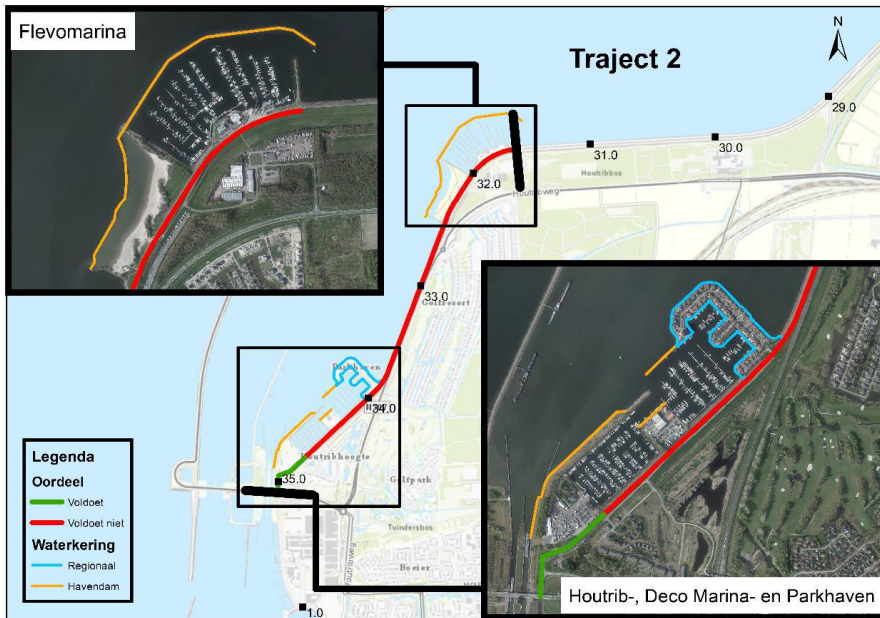 Flevomarina
Traject 2
N
29.0
30.0
31.0
Houtribbos
32.0
Houtribweg
33.0
Golfresort
Parkhaven
34.0
Houtribhoogte
Golfpark
35.0
Tuindersbos
Houtribweg
Boeier
1.0
Legenda
Oordeel
Voldoet
Voldoet niet
Waterkering
Regionaal
Havendam
Houtrib-, Deco Marina- en Parkhaven